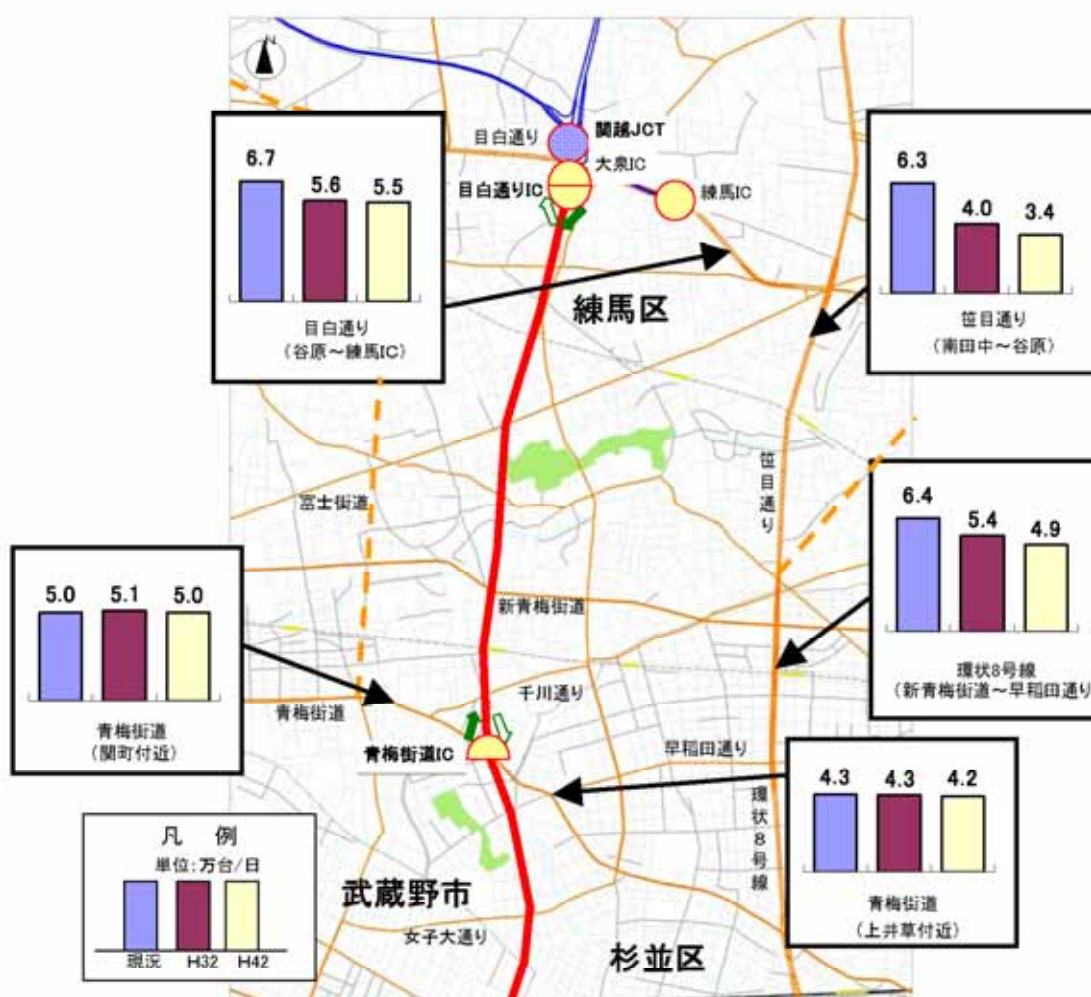 N
関越JCT
目白通り
大泉IC
目白通りIC
練馬IC
6.7
5.6
5.5
目白通り
(谷原～練馬IC)
6.3
4.0
3.4
笹目通り
(南田中～谷原)
練馬区
笹目通り
富士街道
6.4
5.4
4.9
環状8号線
(新青梅街道～早稲田通り
5.0
5.1
5.0
青梅街道
(関町付近)
新青梅街道
千川通り
青梅街道
青梅街道IC
早稲田通り
環状8号線
4.3
4.3
4.2
青梅街道
(上井草付近)
凡 例
単位:万台/日
現況 H32 H42
武蔵野市
女子大通り
杉並区